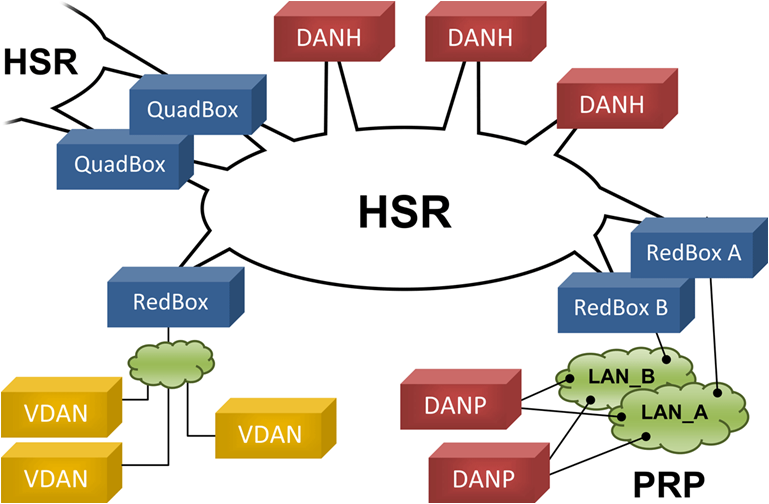 DANH
DANH
HSR
QuadBox
DANH
QuadBox
HSR
RedBox A
RedBox
RedBox B
LAN_B
VDAN
DANP
LAN_A
VDAN
VDAN
DANP
PRP